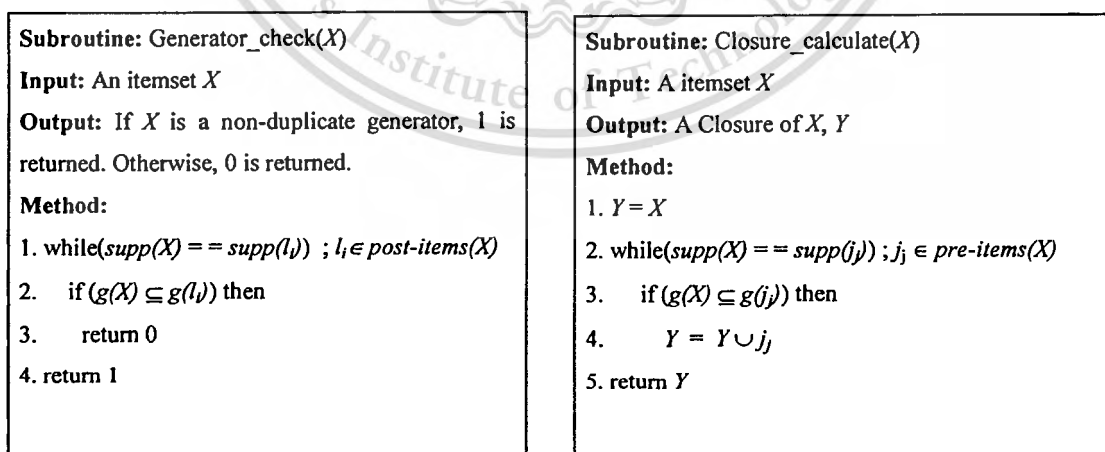 s Institute of Technolo
Subroutine: Generator_check(X)
Input: An itemset X
Output: If X is a non-duplicate generator, 1 is
returned. Otherwise, 0 is returned.
Method:
1. while(supp(X) = = supp(lᵢ)) ; lᵢ ∈ post-items(X)
2. if (g(X) ⊆ g(lᵢ)) then
3. return 0
4. return 1
Subroutine: Closure_calculate(X)
Input: A itemset X
Output: A Closure of X, Y
Method:
1. Y = X
2. while(supp(X) = = supp(jⱼ)) ; jⱼ ∈ pre-items(X)
3. if (g(X) ⊆ g(jⱼ)) then
4. Y = Y ∪ jⱼ
5. return Y